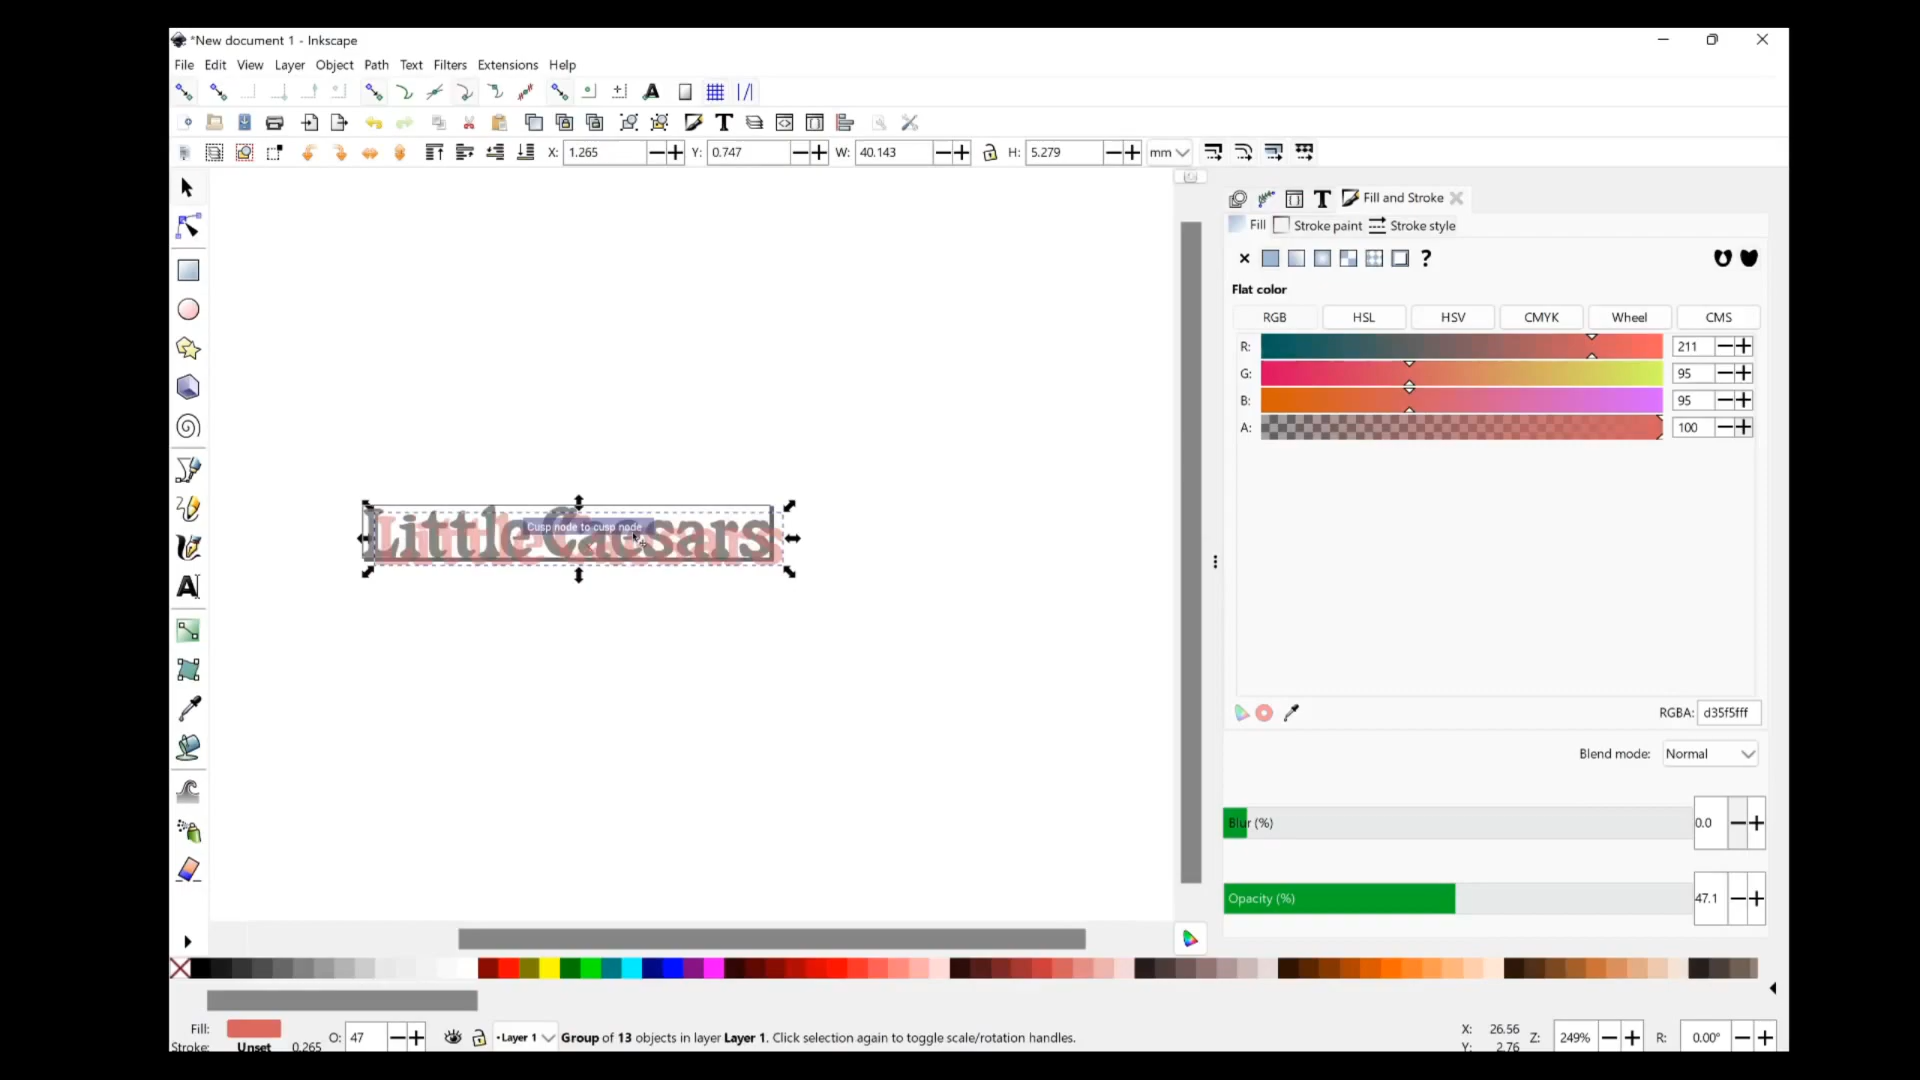 *New document 1 - Inkscape
File Edit View Layer Object Path Text Filters Extensions Help
X: 1.265 Y: 0.747 W: 40.143 H: 5.279 mm
Fill and Stroke
Fill Stroke paint Stroke style
?
Flat color
RGB HSL HSV CMYK Wheel CMS
R: 211
G: 95
B: 95
A: 100
Little Caesars
Little Caesars
Cusp node to cusp node
RGBA: d35f5fff
Blend mode: Normal
Blur (%) 0.0
Opacity (%) 47.1
Fill: O: 47 Layer 1 Group of 13 objects in layer Layer 1. Click selection again to toggle scale/rotation handles. X: 26.56 Z: 249% R: 0.00°
Stroke: Unset 0.265 Y: 2.76